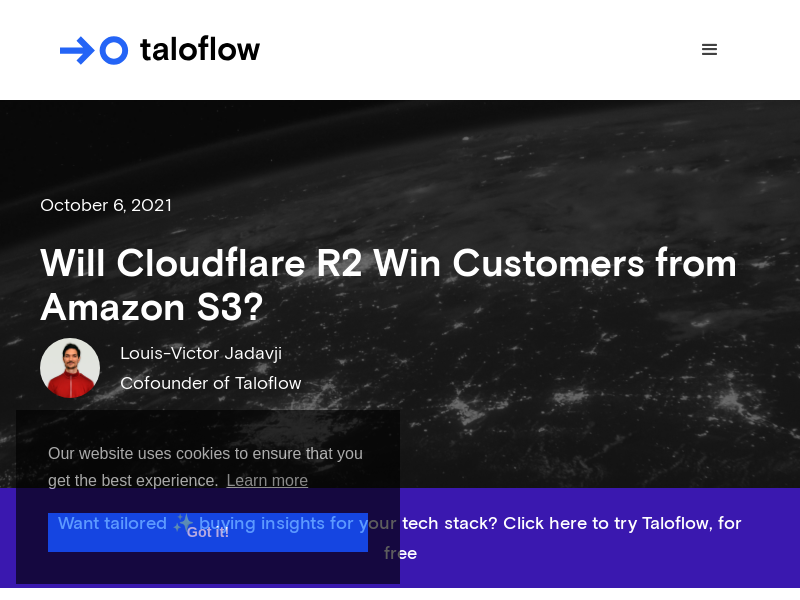 taloflow
October 6, 2021
Will Cloudflare R2 Win Customers from
Amazon S3?
Louis-Victor Jadavji
Cofounder of Taloflow
Our website uses cookies to ensure that you
get the best experience. Learn more
Got it!
Want tailored ✨ buying insights for your tech stack? Click here to try Taloflow, for
free